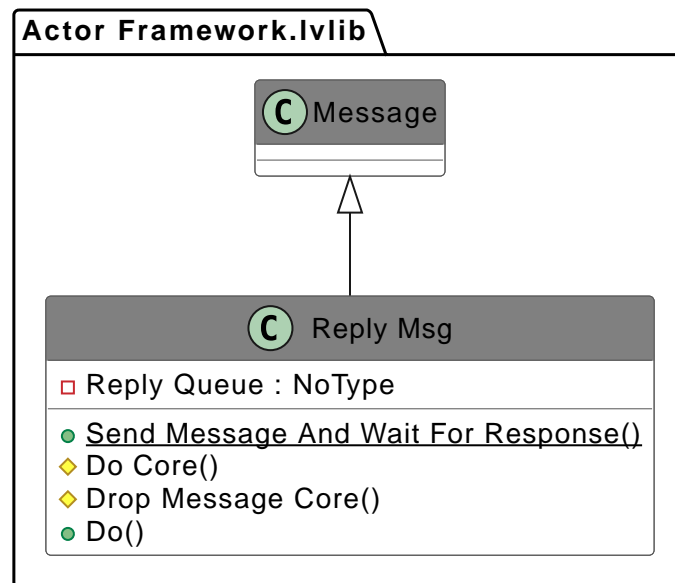 Actor Framework.lvlib
C Message
C Reply Msg
Reply Queue : NoType
Send Message And Wait For Response()
Do Core()
Drop Message Core()
Do()